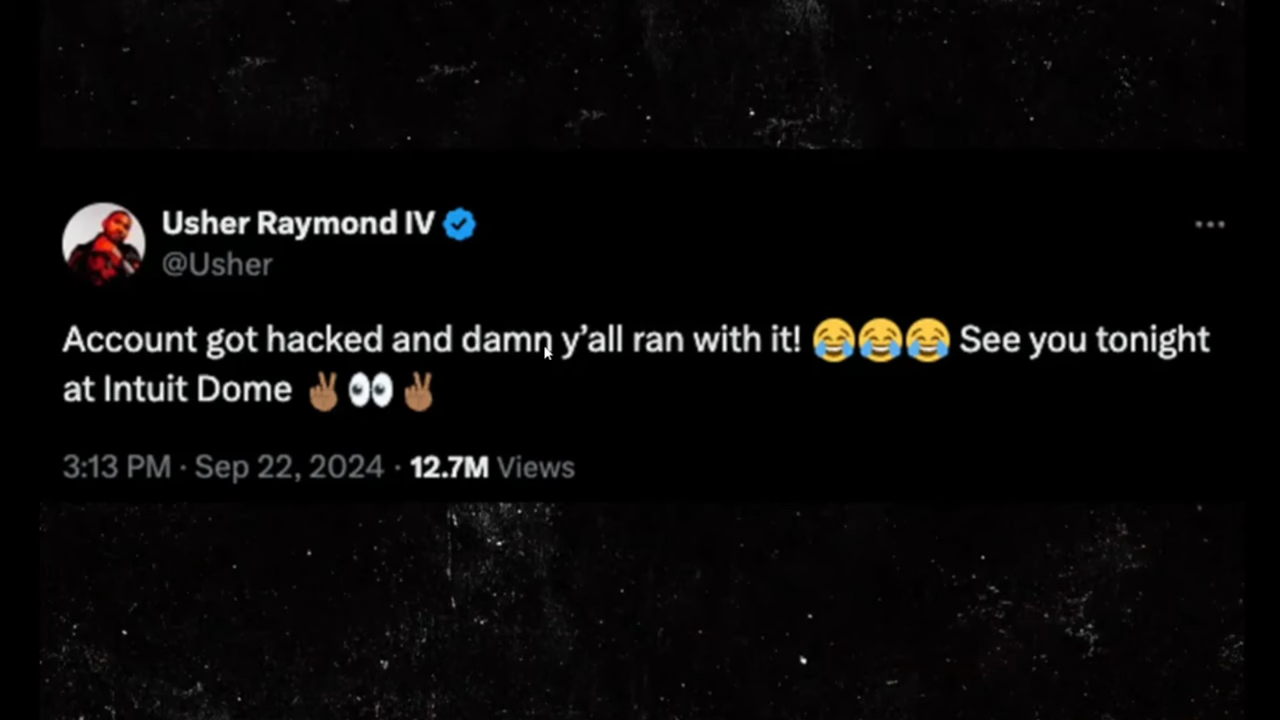 Usher Raymond IV
@Usher
Account got hacked and damn y’all ran with it! 😂😂😂 See you tonight
at Intuit Dome ✌🏾👀✌🏾
3:13 PM · Sep 22, 2024 · 12.7M Views